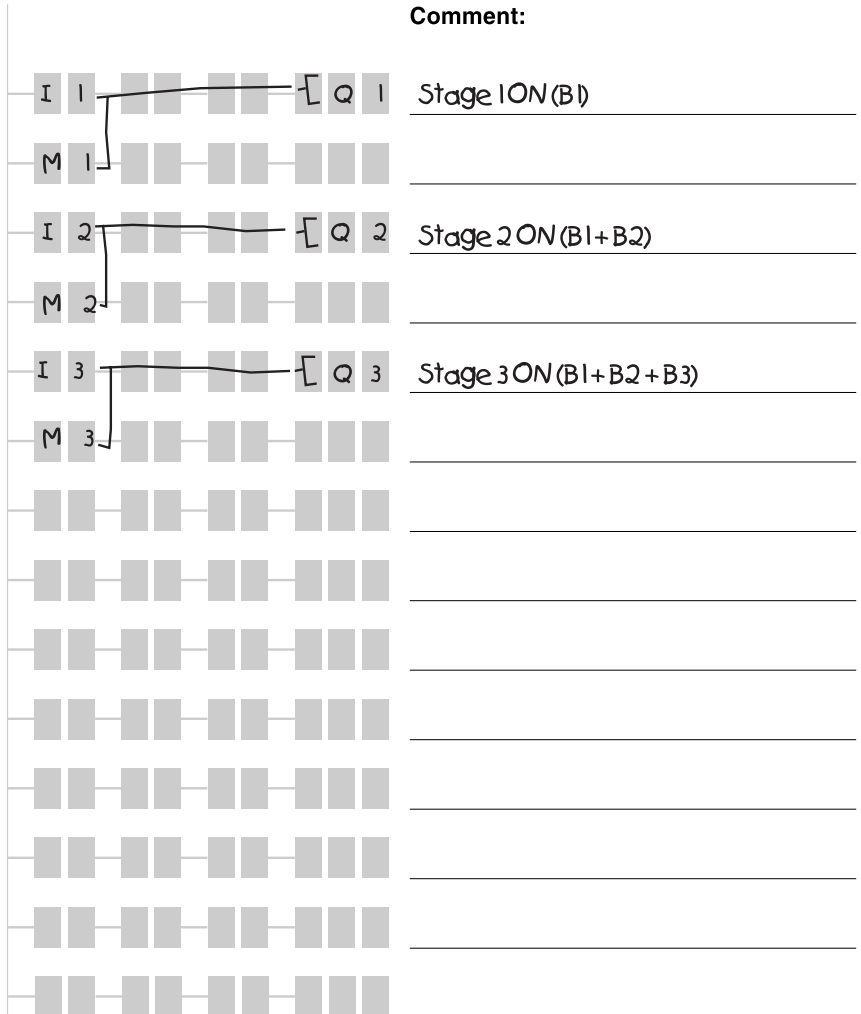 Comment:
I 1 [ Q 1 Stage 1 ON (B1)
M 1
I 2 [ Q 2 Stage 2 ON (B1+B2)
M 2
I 3 [ Q 3 Stage 3 ON (B1+B2+B3)
M 3